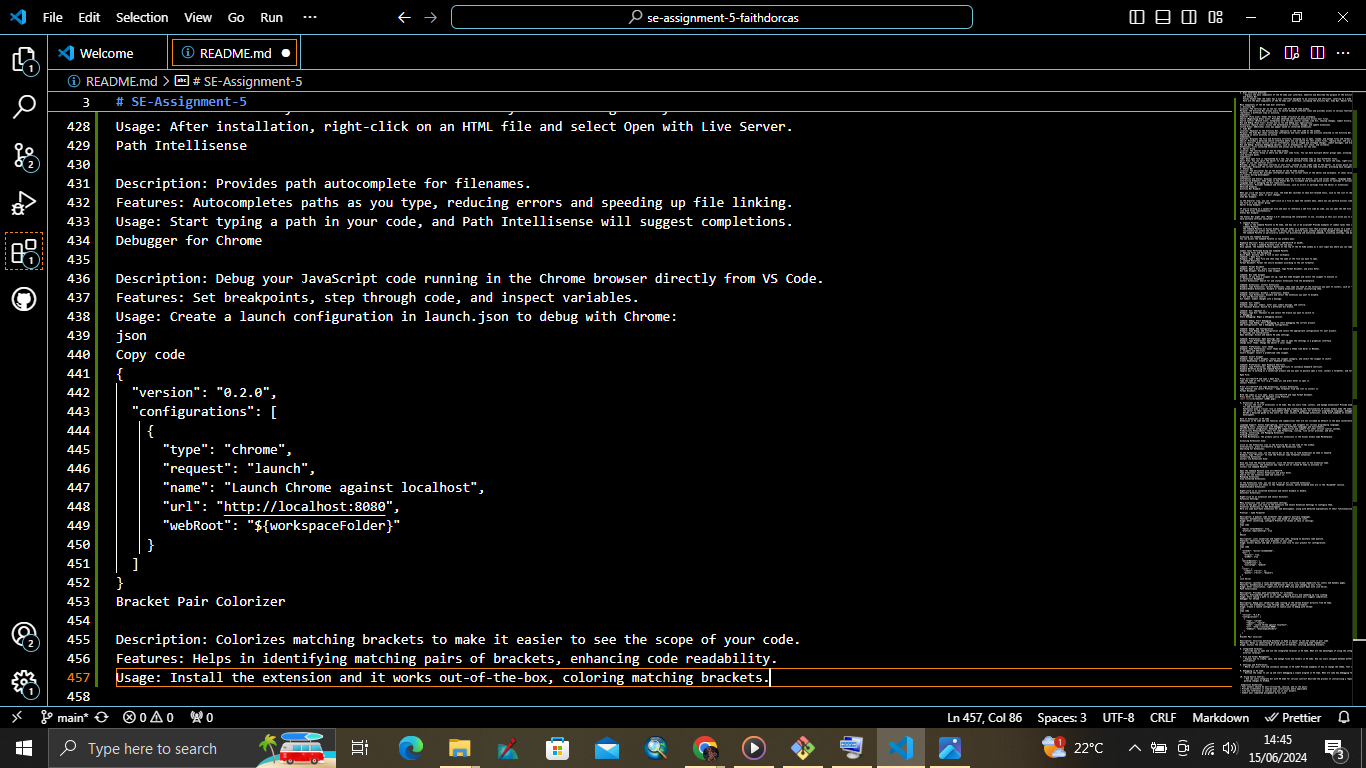 File Edit Selection View Go Run ···
se-assignment-5-faithdorcas
Welcome
README.md
README.md > # SE-Assignment-5
3 # SE-Assignment-5
428 Usage: After installation, right-click on an HTML file and select Open with Live Server.
429 Path Intellisense
430
431 Description: Provides path autocomplete for filenames.
432 Features: Autocompletes paths as you type, reducing errors and speeding up file linking.
433 Usage: Start typing a path in your code, and Path Intellisense will suggest completions.
434 Debugger for Chrome
435
436 Description: Debug your JavaScript code running in the Chrome browser directly from VS Code.
437 Features: Set breakpoints, step through code, and inspect variables.
438 Usage: Create a launch configuration in launch.json to debug with Chrome:
439 json
440 Copy code
441 {
442 "version": "0.2.0",
443 "configurations": [
444 {
445 "type": "chrome",
446 "request": "launch",
447 "name": "Launch Chrome against localhost",
448 "url": "http://localhost:8080",
449 "webRoot": "${workspaceFolder}"
450 }
451 ]
452 }
453 Bracket Pair Colorizer
454
455 Description: Colorizes matching brackets to make it easier to see the scope of your code.
456 Features: Helps in identifying matching pairs of brackets, enhancing code readability.
457 Usage: Install the extension and it works out-of-the-box, coloring matching brackets.
458
1
2
1
2
1
main* 0 0 0 Ln 457, Col 86 Spaces: 3 UTF-8 CRLF Markdown Prettier
Type here to search
1
22°C
14:45
15/06/2024
3